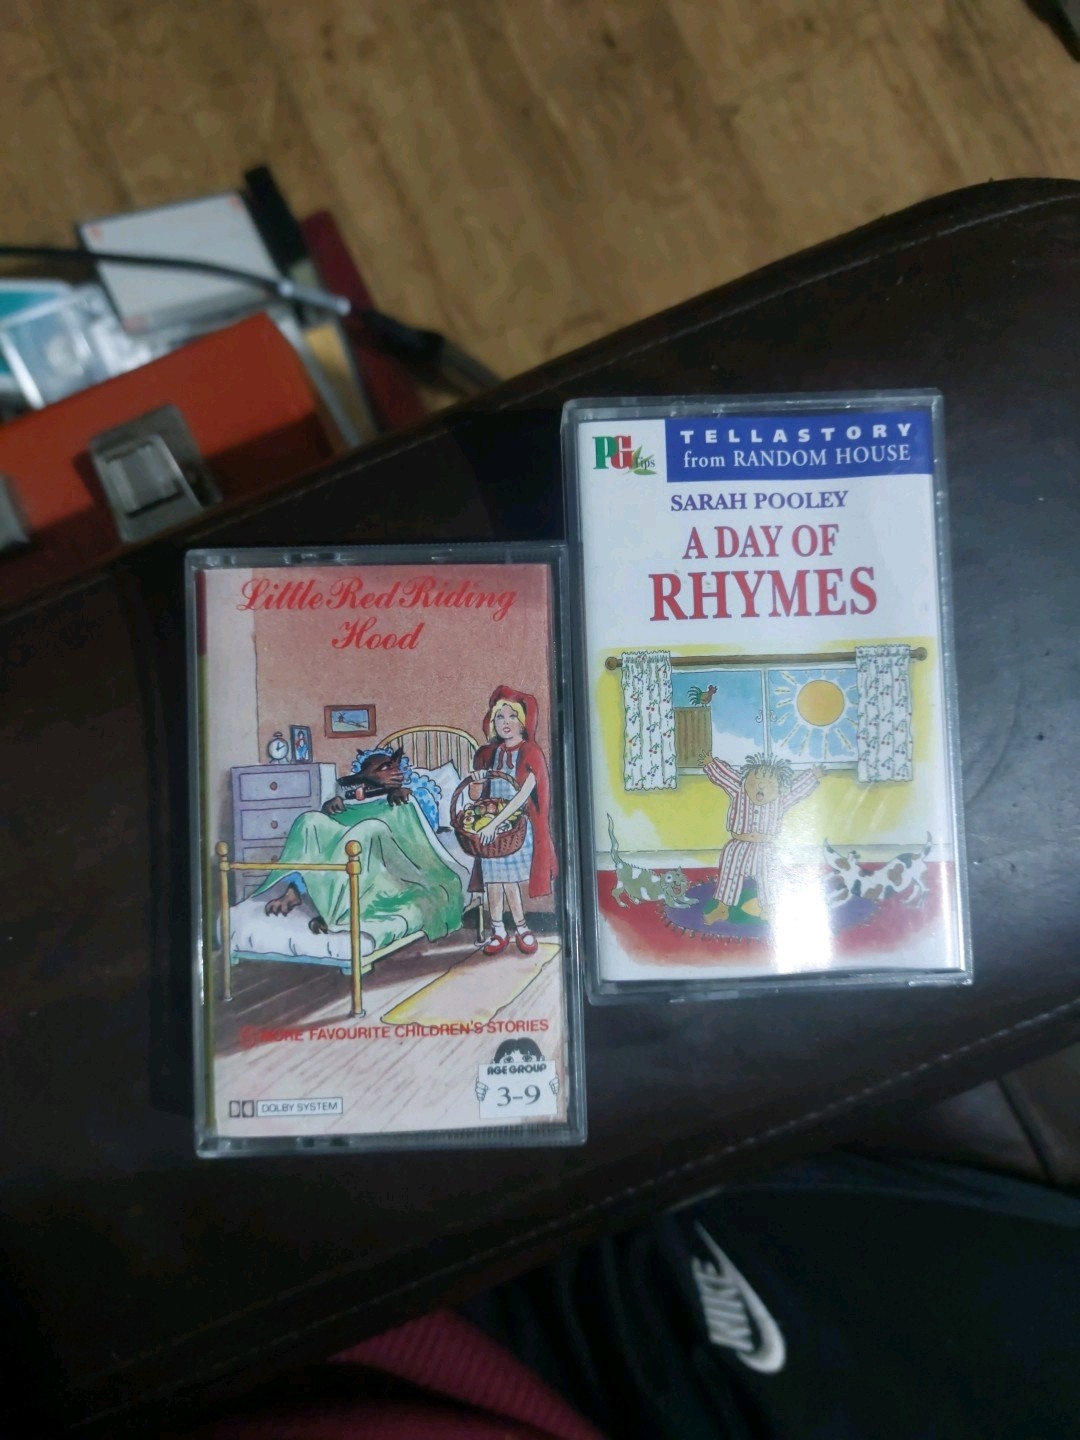 Little Red Riding
Hood
MORE FAVOURITE CHILDREN'S STORIES
AGE GROUP
3-9
DOLBY SYSTEM
PG
tips
TELLASTORY
from RANDOM HOUSE
SARAH POOLEY
A DAY OF
RHYMES
NIKE